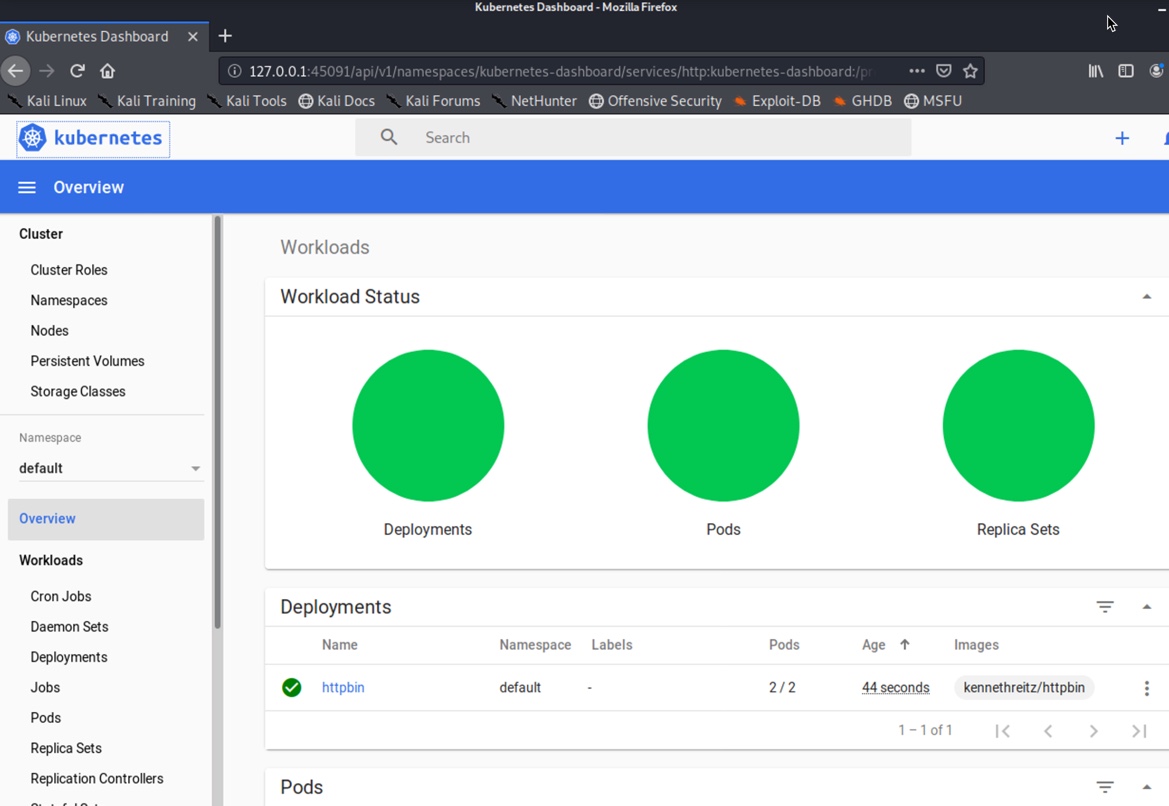 Kubernetes Dashboard - Mozilla Firefox
Kubernetes Dashboard
127.0.0.1:45091/api/v1/namespaces/kubernetes-dashboard/services/http:kubernetes-dashboard:/pr
Kali Linux Kali Training Kali Tools Kali Docs Kali Forums NetHunter Offensive Security Exploit-DB GHDB MSFU
kubernetes Search
Overview
Cluster
Cluster Roles
Namespaces
Nodes
Persistent Volumes
Storage Classes
Namespace
default
Overview
Workloads
Cron Jobs
Daemon Sets
Deployments
Jobs
Pods
Replica Sets
Replication Controllers
Workloads
Workload Status
Deployments Pods Replica Sets
Deployments
Name Namespace Labels Pods Age Images
httpbin default - 2 / 2 44 seconds kennethreitz/httpbin
1 – 1 of 1
Pods